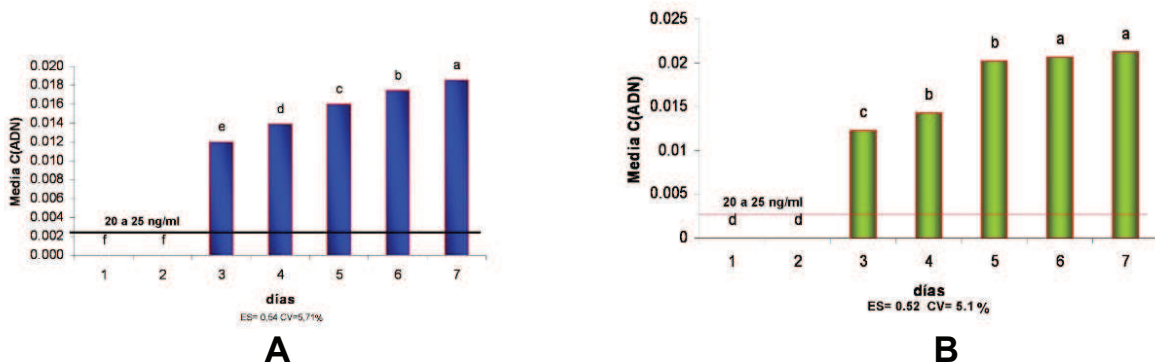 Media C(ADN)
0.020
0.018
0.016
0.014
0.012
0.010
0.008
0.006
0.004
0.002
0.000
20 a 25 ng/ml
f f e d c b a
1 2 3 4 5 6 7
días
ES= 0,54 CV=5,71%
A
Media C(ADN)
0.025
0.02
0.015
0.01
0.005
0
20 a 25 ng/ml
d d c b b a a
1 2 3 4 5 6 7
días
ES= 0.52 CV= 5.1 %
B